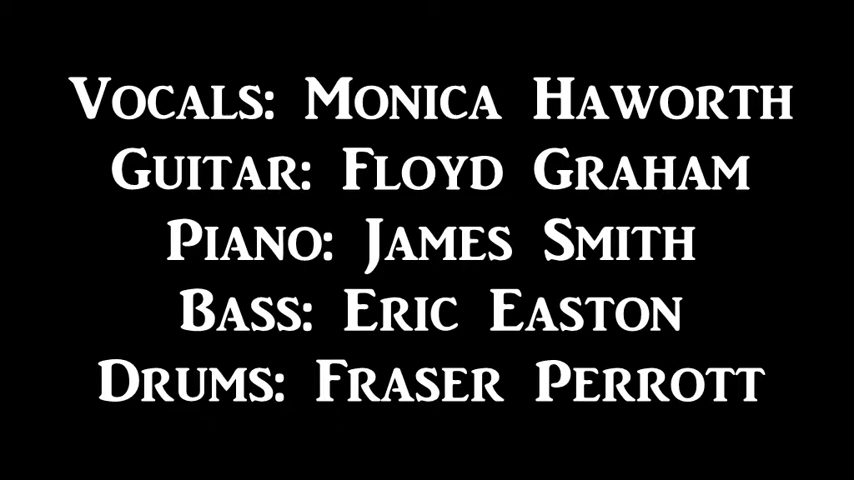 Vocals: Monica Haworth
Guitar: Floyd Graham
Piano: James Smith
Bass: Eric Easton
Drums: Fraser Perrott